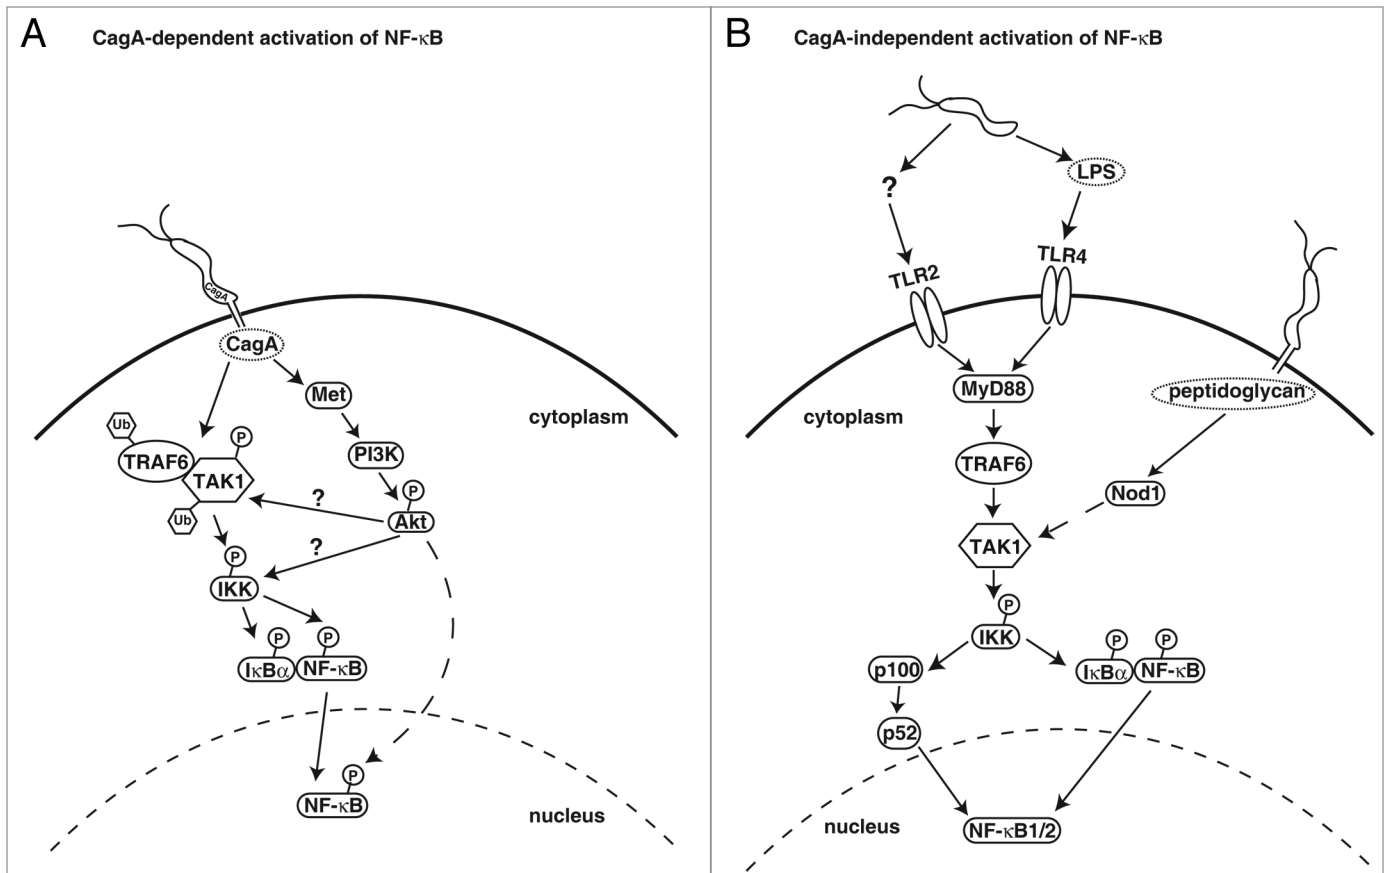 A
CagA-dependent activation of NF-κB
CagA
CagA
Met
cytoplasm
Ub
P
TRAF6
TAK1
PI3K
P
?
Ub
Akt
?
P
IKK
P
P
IκBα
NF-κB
P
NF-κB
nucleus
B
CagA-independent activation of NF-κB
LPS
?
TLR4
TLR2
MyD88
peptidoglycan
cytoplasm
TRAF6
Nod1
TAK1
P
IKK
P
P
p100
IκBα
NF-κB
p52
nucleus
NF-κB1/2